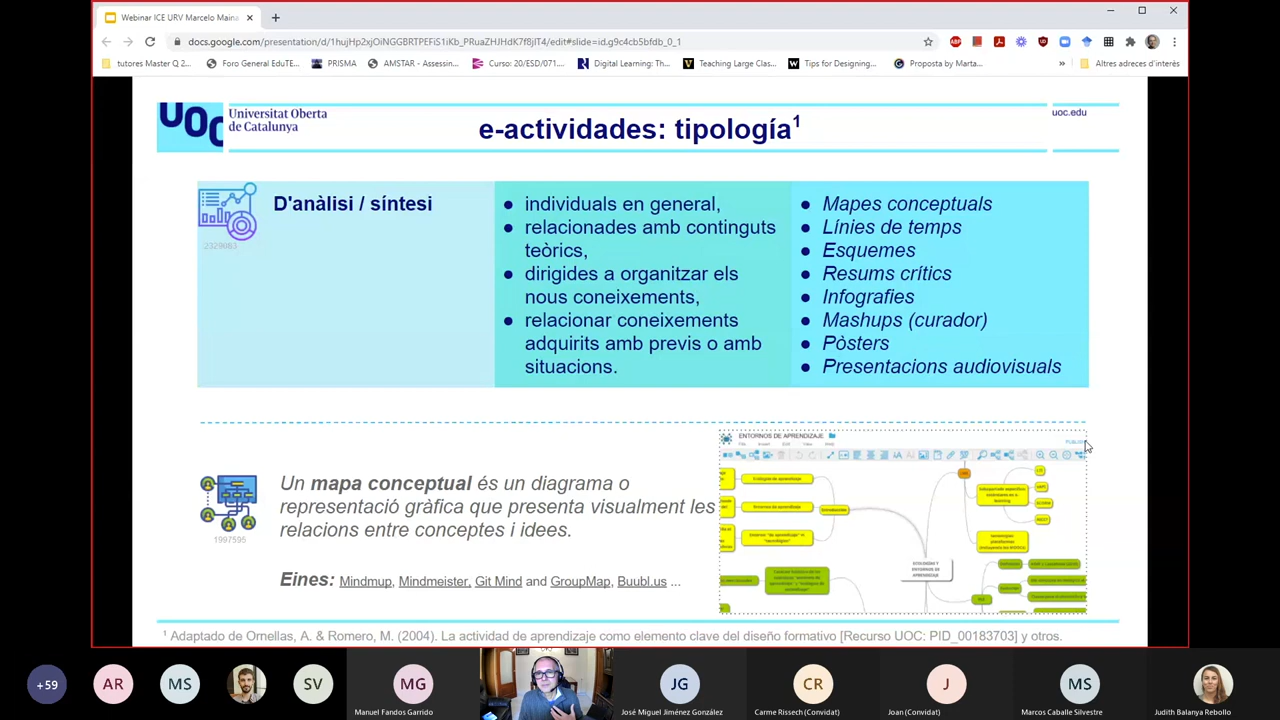 Webinar ICE URV Marcelo Maina
docs.google.com/presentation/d/1hujHp2xjOiNGGBRTPEFiS1iKb_PRuaZHJHdK7f8jIT4/edit#slide=id.g9c4cb5bfdb_0_1
tutores Master Q 2... Foro General EduTE... PRISMA AMSTAR - Assessin... Curso: 20/ESD/071.... Digital Learning: Th... Teaching Large Clas... Tips for Designing... Proposta by Marta... » Altres adreces d'interès
UOC Universitat Oberta
de Catalunya
e-actividades: tipología1
uoc.edu
D'anàlisi / síntesi
2029083
● individuals en general,
● relacionades amb continguts
teòrics,
● dirigides a organitzar els
nous coneixements,
● relacionar coneixements
adquirits amb previs o amb
situacions.
● Mapes conceptuals
● Línies de temps
● Esquemes
● Resums crítics
● Infografies
● Mashups (curador)
● Pòsters
● Presentacions audiovisuals
Un mapa conceptual és un diagrama o
representació gràfica que presenta visualment les
relacions entre conceptes i idees.
1997595
Eines: Mindmup, Mindmeister, Git Mind and GroupMap, Buubl.us ...
ENTORNOS DE APRENDIZAJE
Entornos de aprendizaje
1 Adaptado de Ornellas, A. & Romero, M. (2004). La actividad de aprendizaje como elemento clave del diseño formativo [Recurso UOC: PID_00183703] y otros.
+59 AR MS SV MG JG CR J MS
Manuel Fandos Garrido José Miguel Jiménez González Carme Rissech (Convidat) Joan (Convidat) Marcos Caballe Silvestre Judith Balanya Rebollo